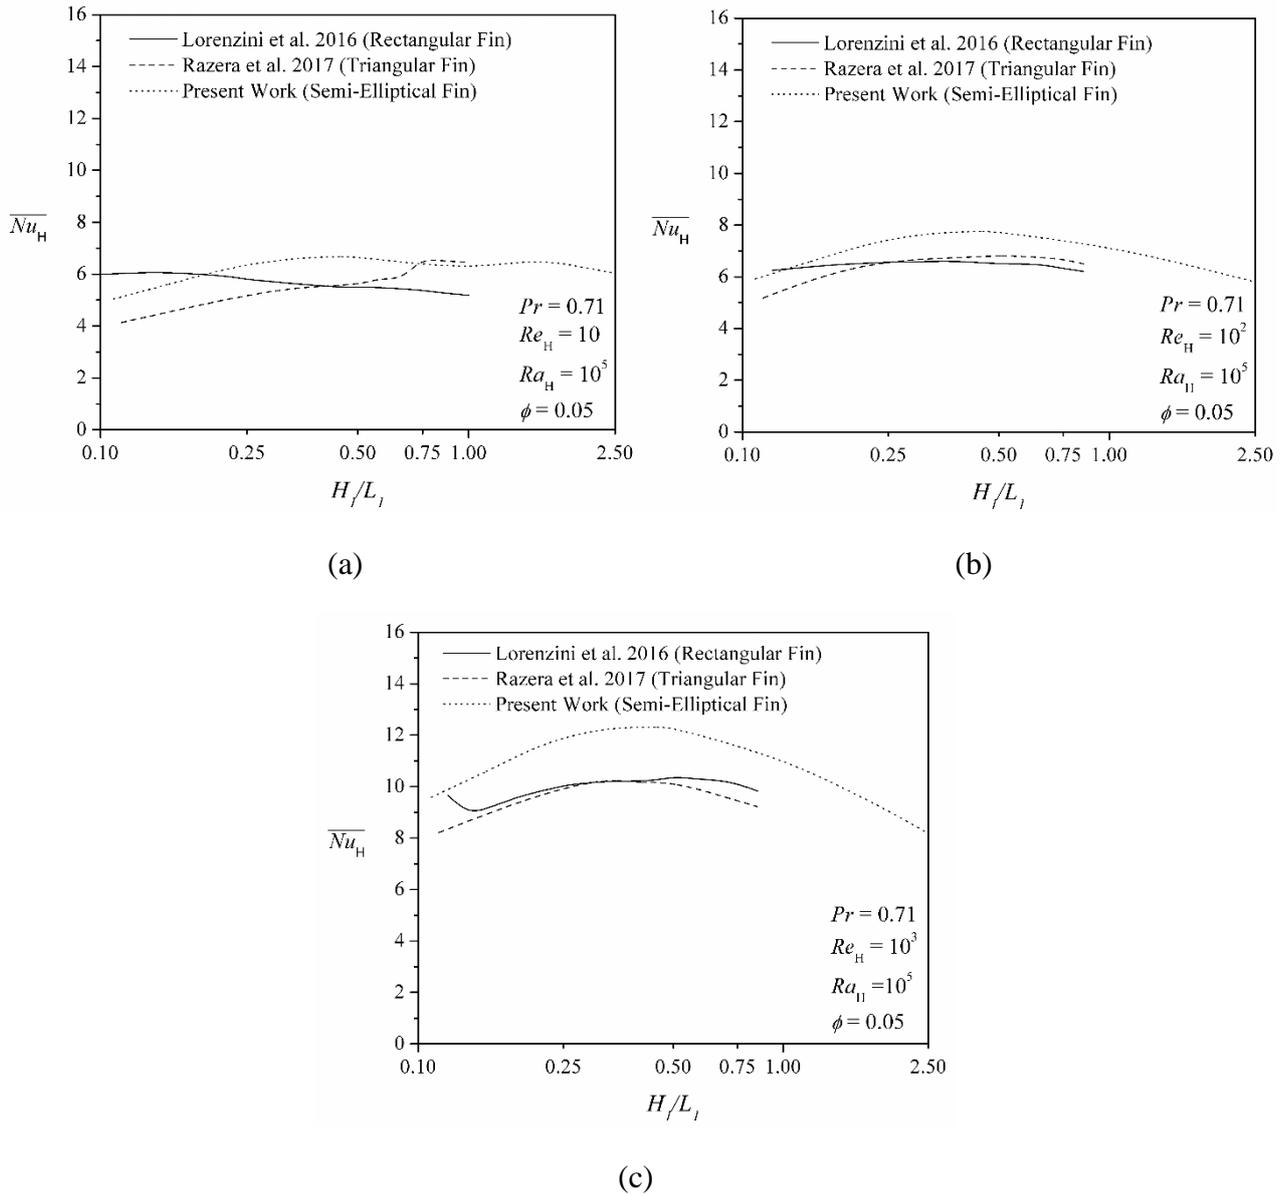 16
14
12
10
8
6
4
2
0
Lorenzini et al. 2016 (Rectangular Fin)
Razera et al. 2017 (Triangular Fin)
Present Work (Semi-Elliptical Fin)
Nu_H
Pr = 0.71
Re_H = 10
Ra_H = 10^5
ϕ = 0.05
0.10 0.25 0.50 0.75 1.00 2.50
H_1/L_1
(a)
16
14
12
10
8
6
4
2
0
Lorenzini et al. 2016 (Rectangular Fin)
Razera et al. 2017 (Triangular Fin)
Present Work (Semi-Elliptical Fin)
Nu_H
Pr = 0.71
Re_H = 10^2
Ra_H = 10^5
ϕ = 0.05
0.10 0.25 0.50 0.75 1.00 2.50
H_1/L_1
(b)
16
14
12
10
8
6
4
2
0
Lorenzini et al. 2016 (Rectangular Fin)
Razera et al. 2017 (Triangular Fin)
Present Work (Semi-Elliptical Fin)
Nu_H
Pr = 0.71
Re_H = 10^3
Ra_H =10^5
ϕ = 0.05
0.10 0.25 0.50 0.75 1.00 2.50
H_1/L_1
(c)